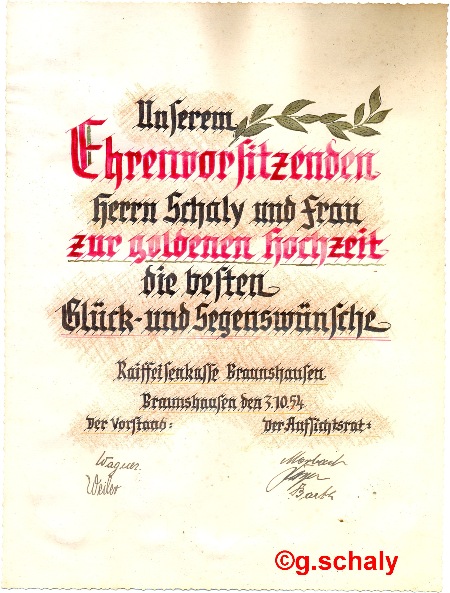 Unserem
Ehrenvorsitzenden
Herrn Schaly und Frau
zur goldenen Hochzeit
die besten
Glück- und Segenswünsche
Raiffeisenkasse Braunshausen
Braunshausen den 3.10.54
Der Vorstand: Der Aufsichtsrat:
Wagner Morbach
Weiler
Barth
©g.schaly